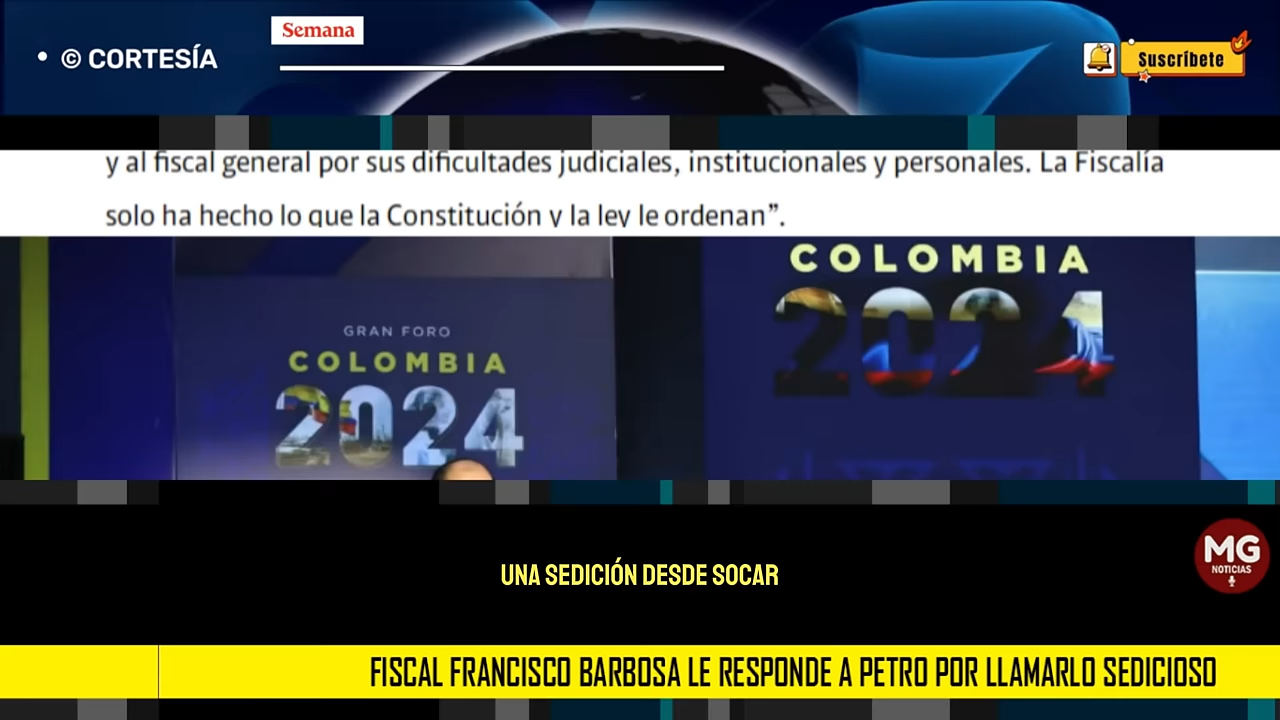 Semana
• © CORTESÍA
Suscríbete
y al fiscal general por sus dificultades judiciales, institucionales y personales. La Fiscalía
solo ha hecho lo que la Constitución y la ley le ordenan”.
GRAN FORO
COLOMBIA
2024
COLOMBIA
2024
UNA SEDICIÓN DESDE SOCAR
MG
NOTICIAS
FISCAL FRANCISCO BARBOSA LE RESPONDE A PETRO POR LLAMARLO SEDICIOSO